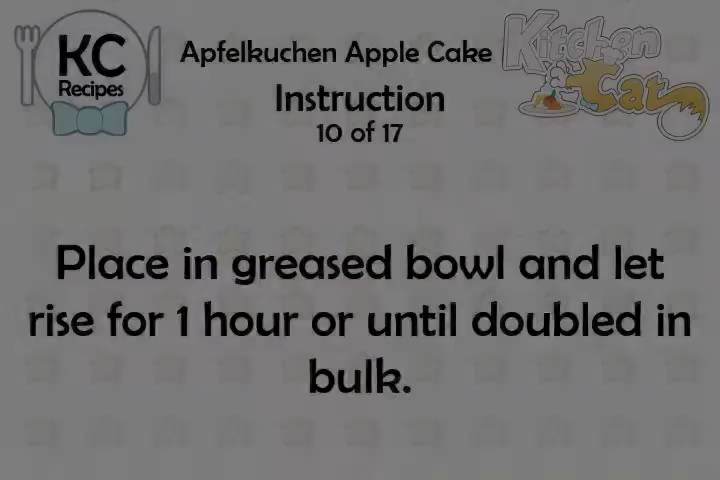 KC
Recipes
Apfelkuchen Apple Cake
Instruction
10 of 17
Kitchen
Cat
Place in greased bowl and let
rise for 1 hour or until doubled in
bulk.